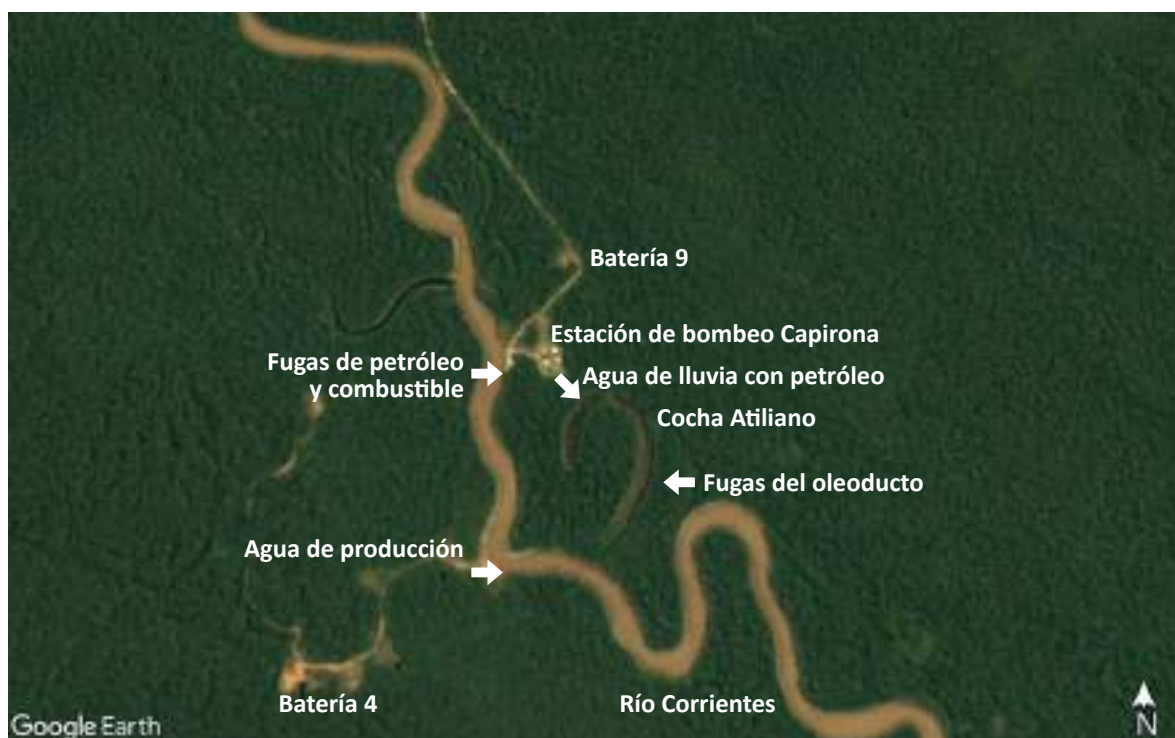 Batería 9
Estación de bombeo Capirona
Fugas de petróleo
y combustible
Agua de lluvia con petróleo
Cocha Atiliano
Fugas del oleoducto
Agua de producción
Batería 4
Río Corrientes
N
Google Earth